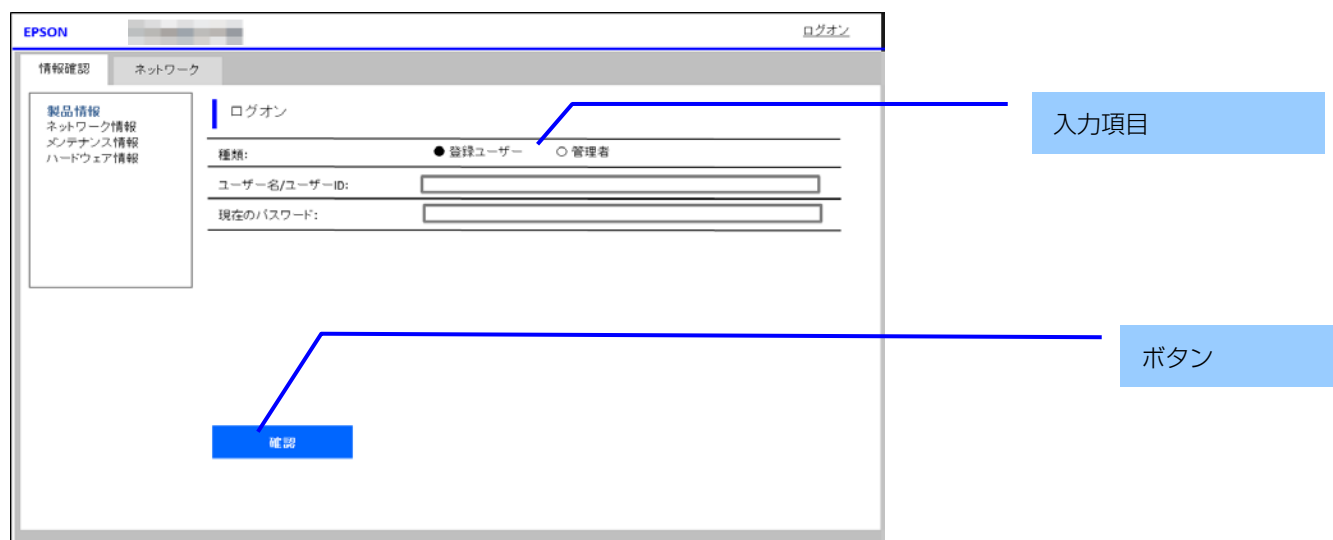 EPSON
ログオン
情報確認 ネットワーク
製品情報
ネットワーク情報
メンテナンス情報
ハードウェア情報
ログオン
種類: ● 登録ユーザー ○ 管理者
ユーザー名/ユーザーID:
現在のパスワード:
確認
入力項目
ボタン